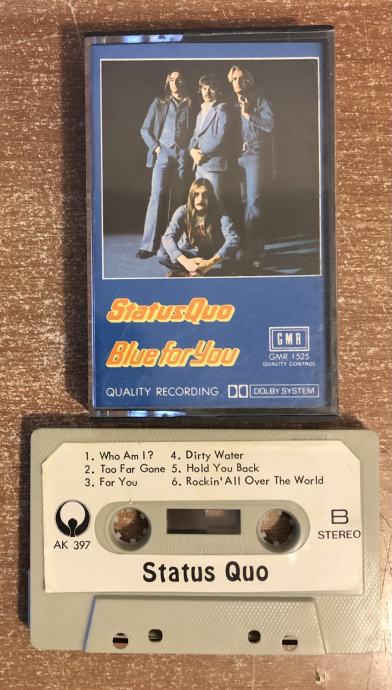 Status Quo
Blue for You
GMR
GMR 1525
QUALITY CONTROL
QUALITY RECORDING DOLBY SYSTEM
1. Who Am I? 4. Dirty Water
2. Too Far Gone 5. Hold You Back
3. For You 6. Rockin' All Over The World
AK 397
B
STEREO
Status Quo